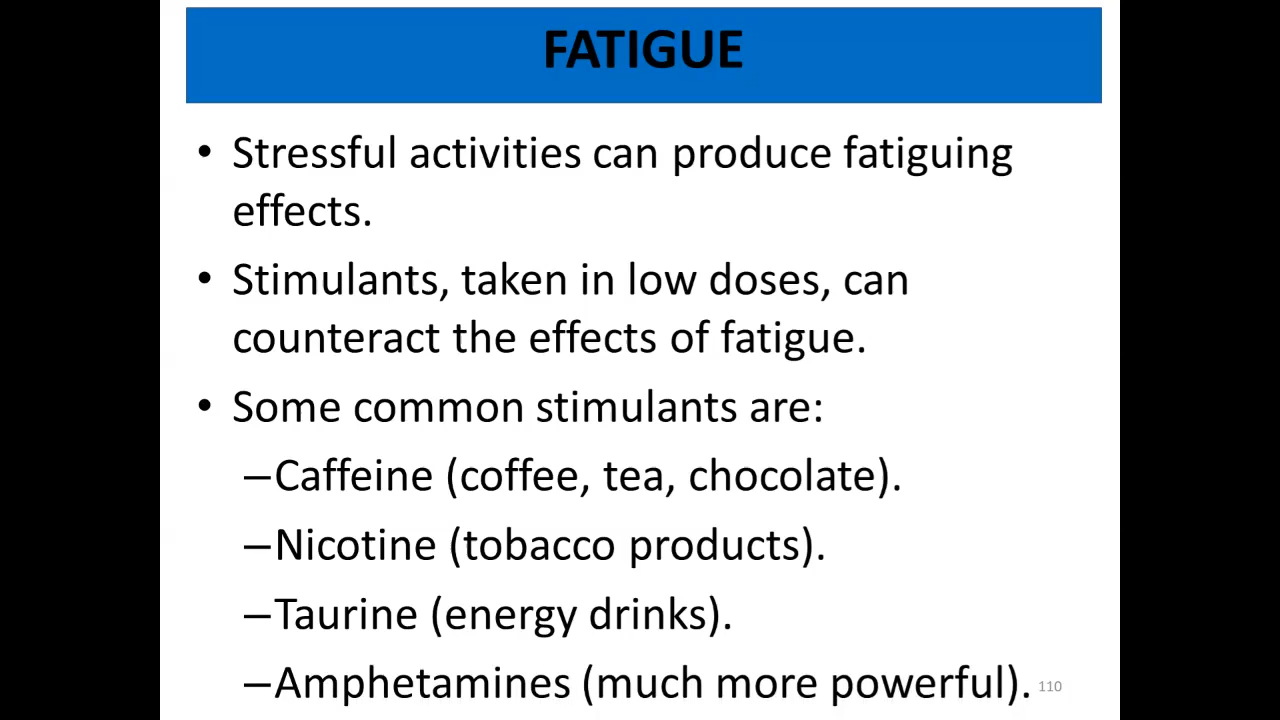 FATIGUE
• Stressful activities can produce fatiguing
effects.
• Stimulants, taken in low doses, can
counteract the effects of fatigue.
• Some common stimulants are:
–Caffeine (coffee, tea, chocolate).
–Nicotine (tobacco products).
–Taurine (energy drinks).
–Amphetamines (much more powerful).
110